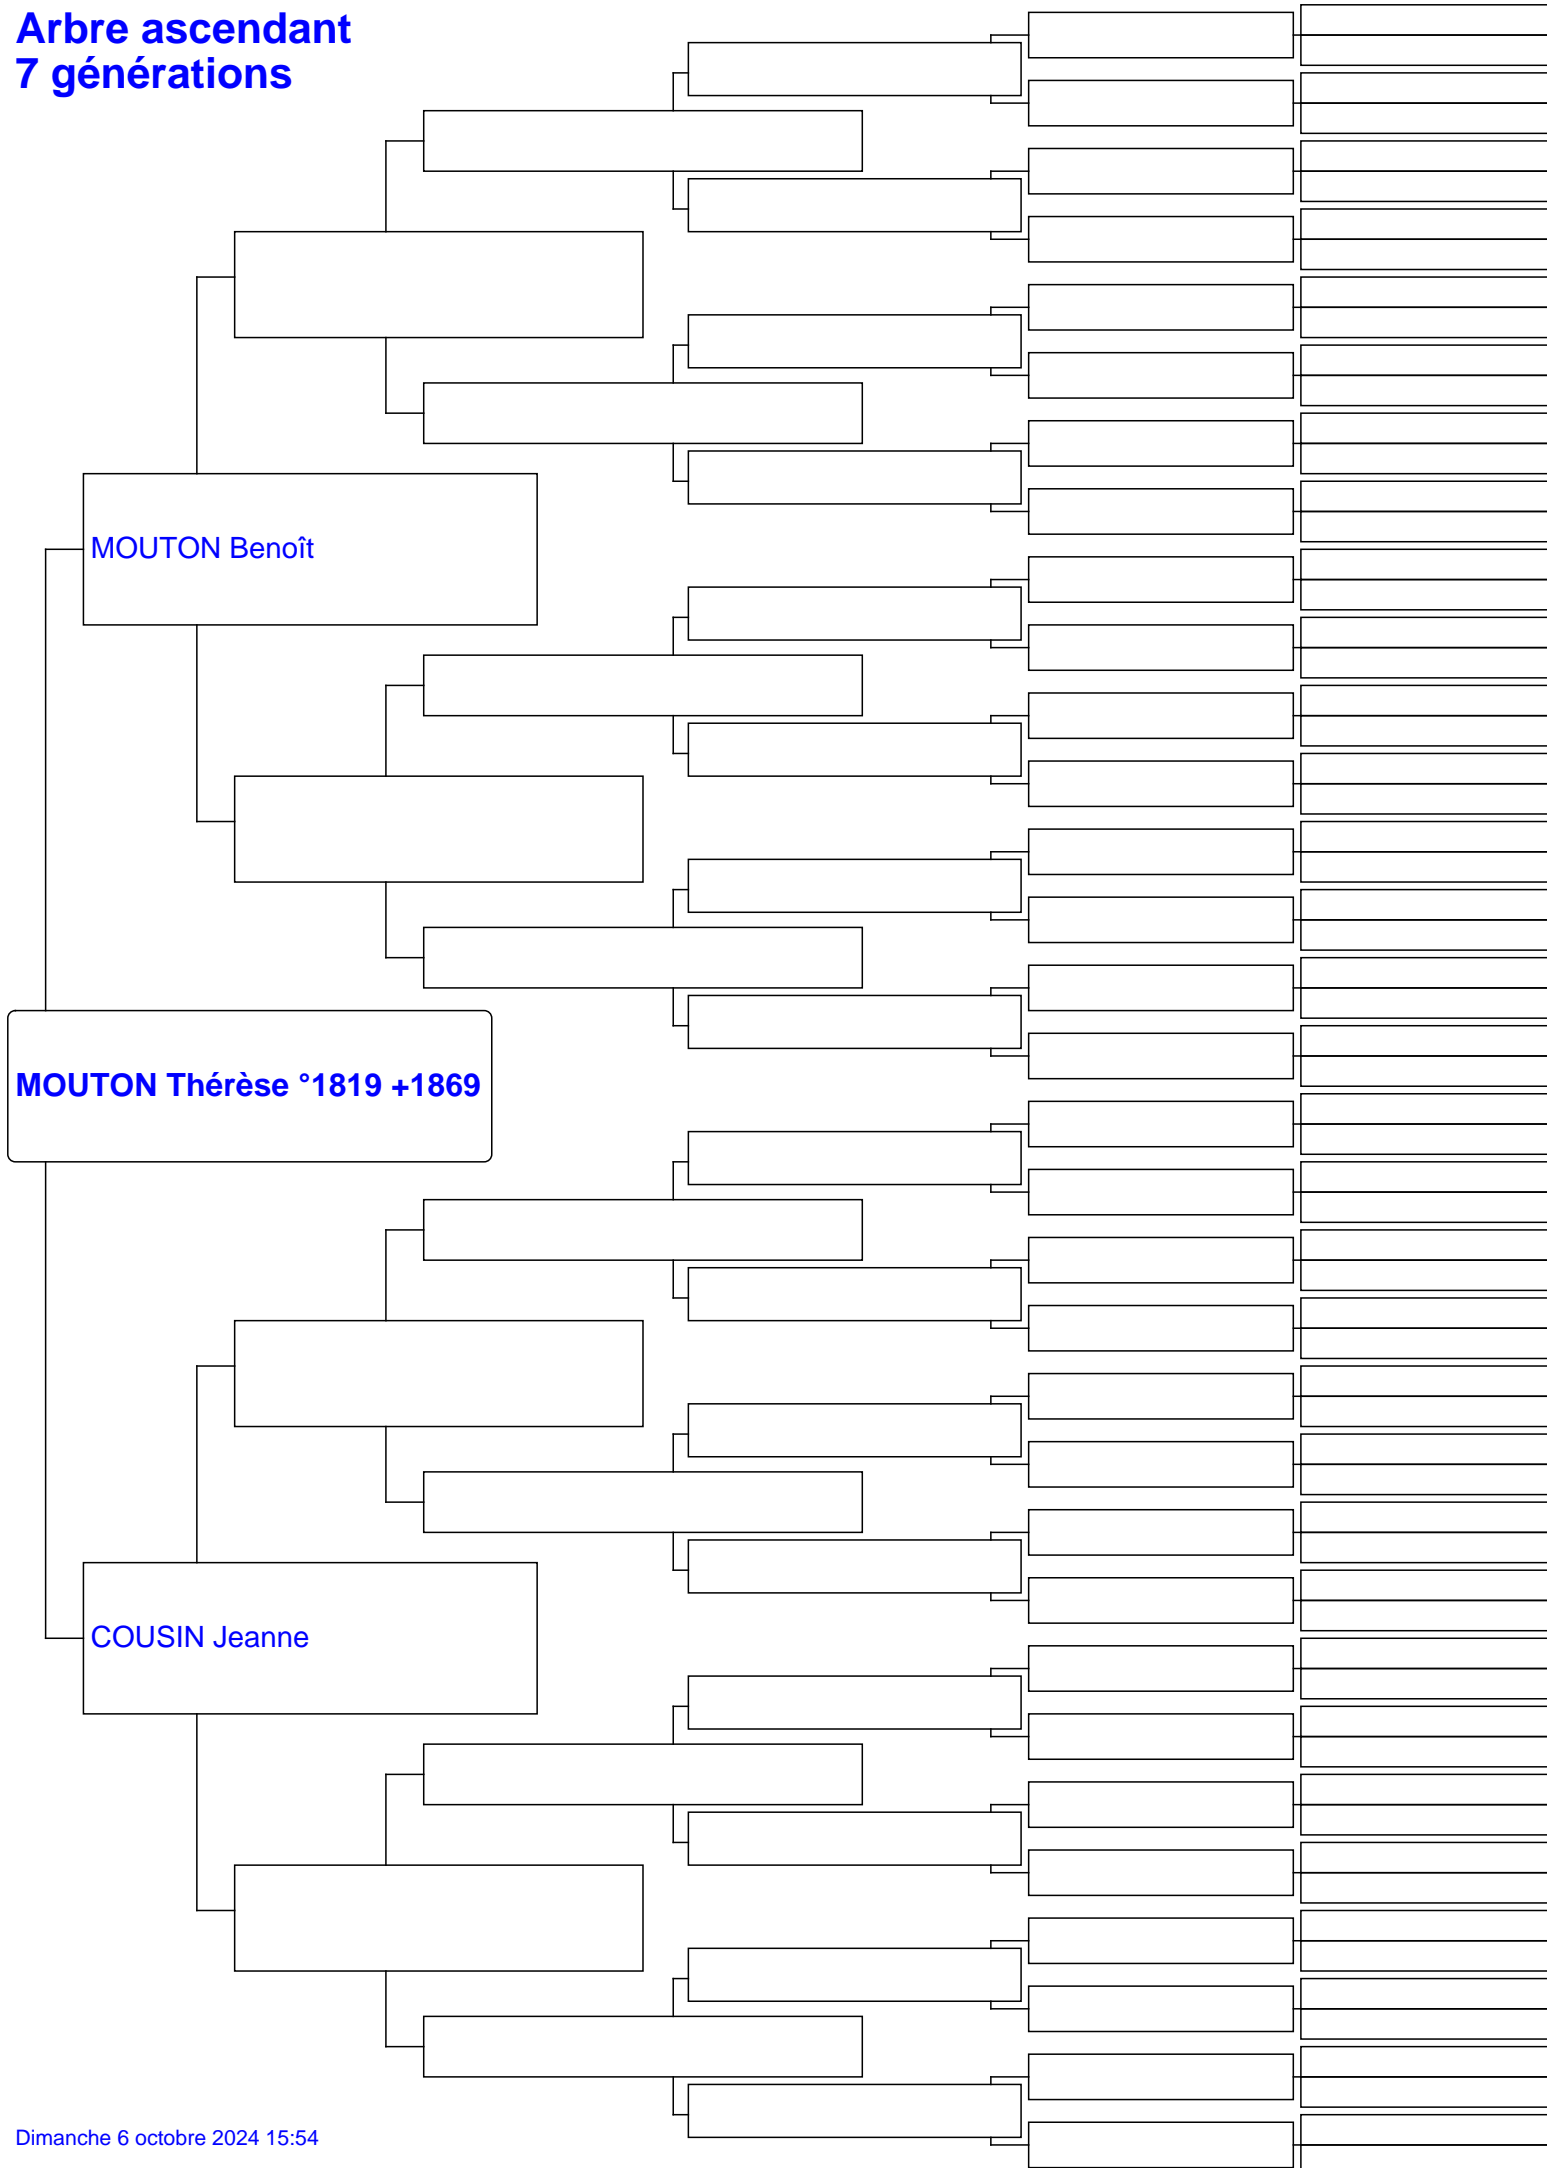 Arbre ascendant
7 générations
MOUTON Benoît
MOUTON Thérèse °1819 +1869
COUSIN Jeanne
Dimanche 6 octobre 2024 15:54